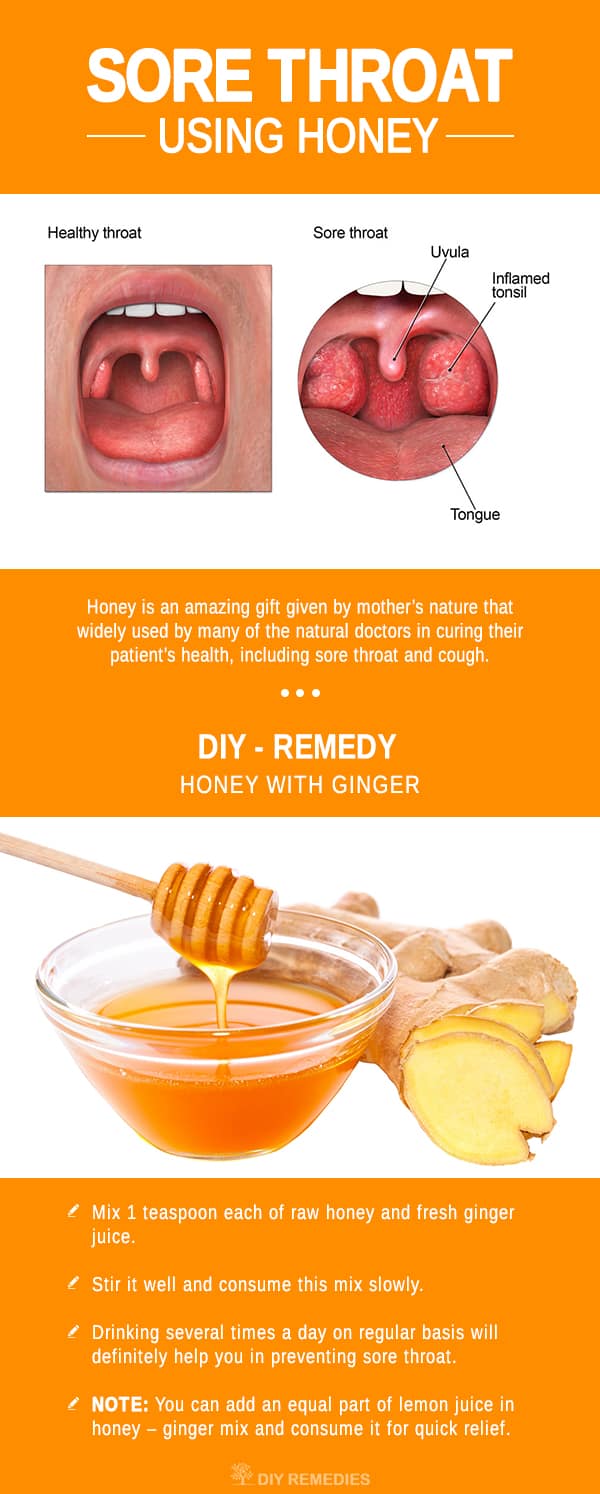 SORE THROAT
USING HONEY
Healthy throat
Sore throat
Uvula
Inflamed
tonsil
Tongue
Honey is an amazing gift given by mother's nature that
widely used by many of the natural doctors in curing their
patient's health, including sore throat and cough.
DIY - REMEDY
HONEY WITH GINGER
Mix 1 teaspoon each of raw honey and fresh ginger
juice.
Stir it well and consume this mix slowly.
Drinking several times a day on regular basis will
definitely help you in preventing sore throat.
NOTE: You can add an equal part of lemon juice in
honey – ginger mix and consume it for quick relief.
DIY REMEDIES